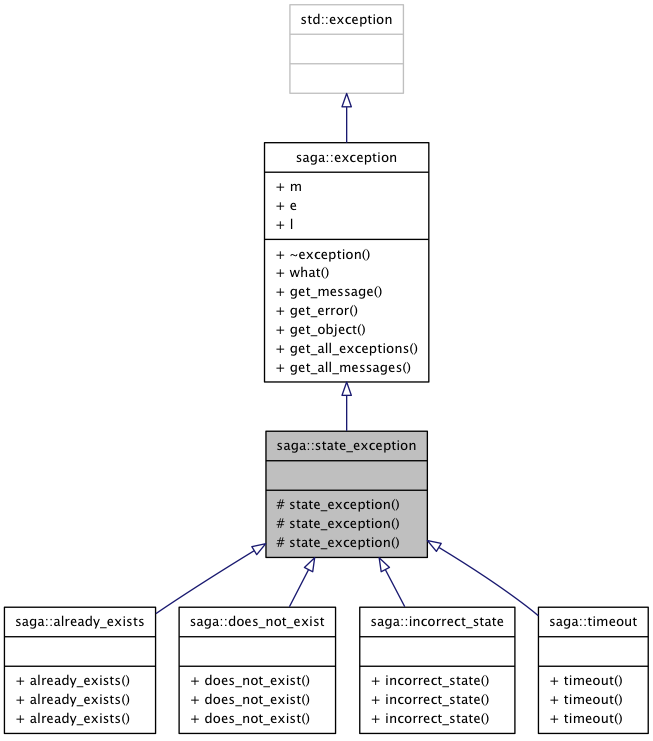 std::exception
saga::exception
+ m
+ e
+ l
+ ~exception()
+ what()
+ get_message()
+ get_error()
+ get_object()
+ get_all_exceptions()
+ get_all_messages()
saga::state_exception
# state_exception()
# state_exception()
# state_exception()
saga::already_exists
+ already_exists()
+ already_exists()
+ already_exists()
saga::does_not_exist
+ does_not_exist()
+ does_not_exist()
+ does_not_exist()
saga::incorrect_state
+ incorrect_state()
+ incorrect_state()
+ incorrect_state()
saga::timeout
+ timeout()
+ timeout()
+ timeout()